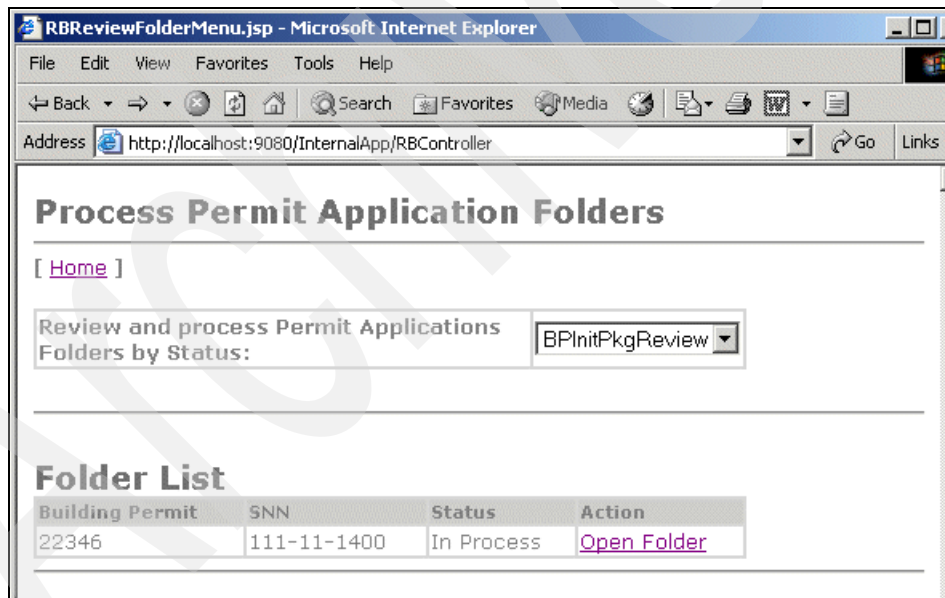 RBReviewFolderMenu.jsp - Microsoft Internet Explorer
File Edit View Favorites Tools Help
Back Search Favorites Media
Address http://localhost:9080/InternalApp/RBController Go Links
Process Permit Application Folders
[ Home ]
Review and process Permit Applications
Folders by Status:
BPInitPkgReview
Folder List
Building Permit SNN Status Action
22346 111-11-1400 In Process Open Folder